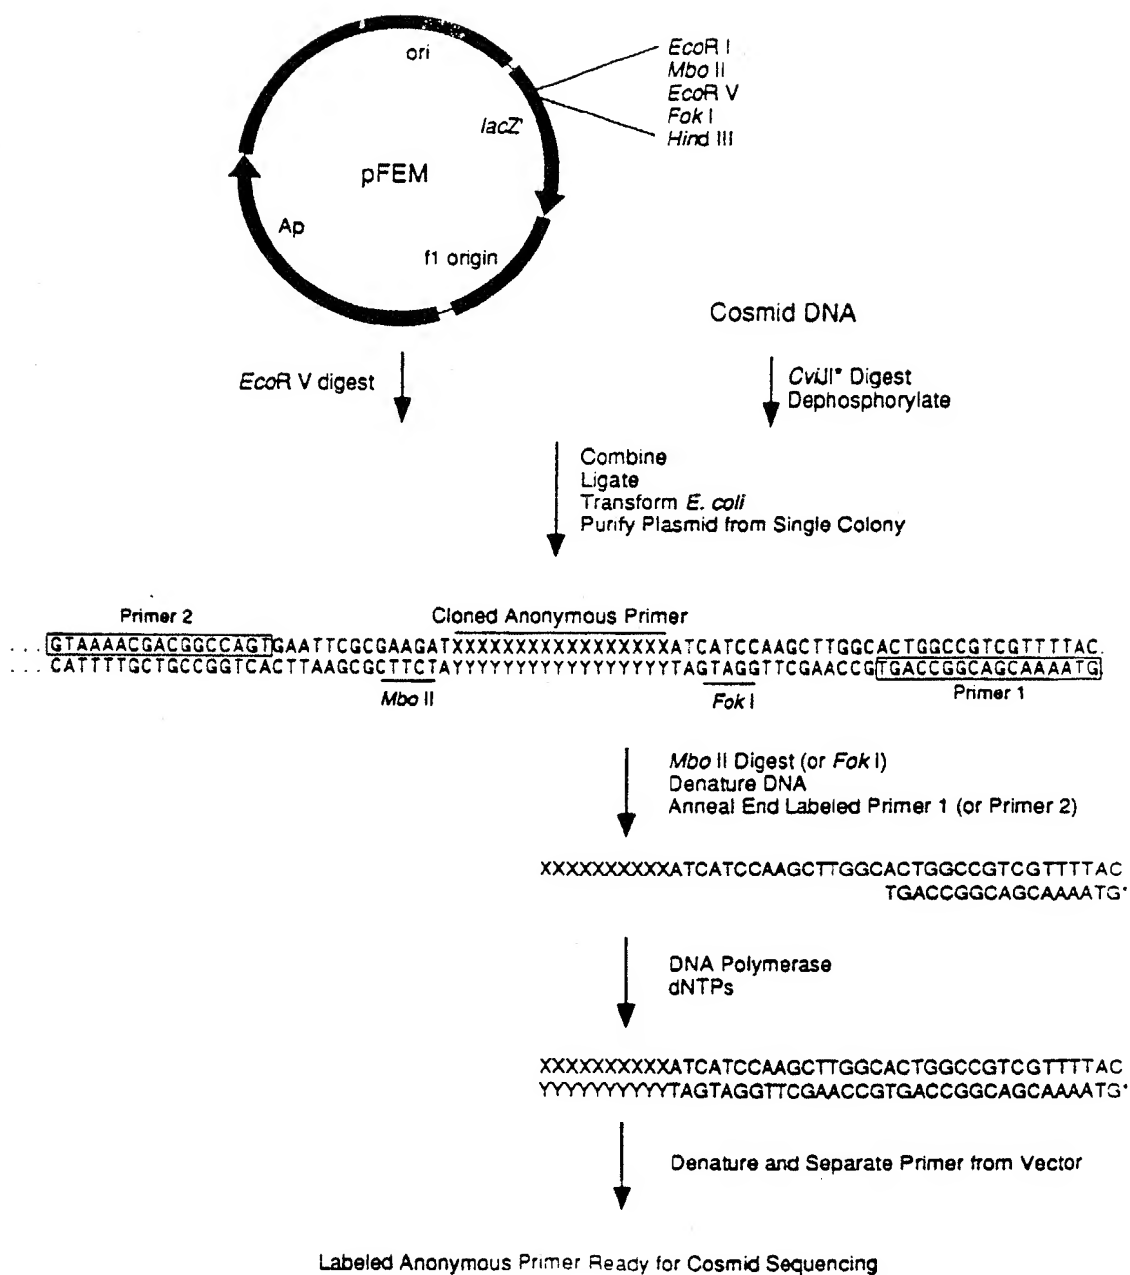 ori
EcoR I
Mbo II
EcoR V
Fok I
Hind III
lacZ'
pFEM
Ap
f1 origin
Cosmid DNA
EcoR V digest
CviJI* Digest
Dephosphorylate
Combine
Ligate
Transform E. coli
Purify Plasmid from Single Colony
Primer 2
Cloned Anonymous Primer
. . . GTAAAACGACGGCCAGTGAATTCGCGAAGATXXXXXXXXXXXXXXXXXXATCATCCAAGCTTGGCACTGGCCGTCGTTTTAC.
. . . CATTTTGCTGCCGGTCACTTAAGCGCTTCTAYYYYYYYYYYYYYYYYYYTAGTAGGTTCGAACCGTGACCGGCAGCAAAATG.
Mbo II
Fok I
Primer 1
Mbo II Digest (or Fok I)
Denature DNA
Anneal End Labeled Primer 1 (or Primer 2)
XXXXXXXXXXATCATCCAAGCTTGGCACTGGCCGTCGTTTTAC
TGACCGGCAGCAAAATG*
DNA Polymerase
dNTPs
XXXXXXXXXXATCATCCAAGCTTGGCACTGGCCGTCGTTTTAC
YYYYYYYYYYTAGTAGGTTCGAACCGTGACCGGCAGCAAAATG*
Denature and Separate Primer from Vector
Labeled Anonymous Primer Ready for Cosmid Sequencing